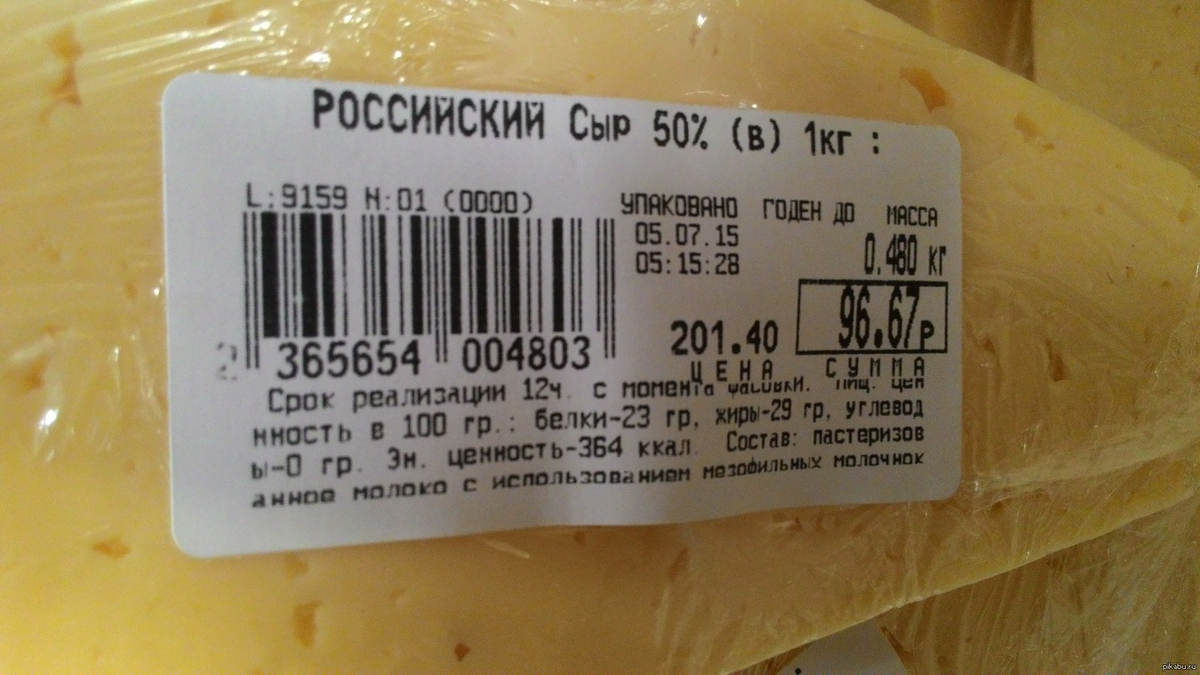 РОССИЙСКИЙ Сыр 50% (в) 1кг :
L:9159 N:01 (0000)
УПАКОВАНО ГОДЕН ДО МАССА
05.07.15
05:15:28
0.480 кг
201.40
96.67р
ЦЕНА СУММА
2 365654 004803
Срок реализации 12ч. с момента фасовки. пищ. цен
нность в 100 гр.: белки-23 гр, жиры-29 гр, углевод
ы-0 гр. Эн. ценность-364 ккал. Состав: пастеризов
анное молоко с использованием мезофильных молочнок
pikabu.ru